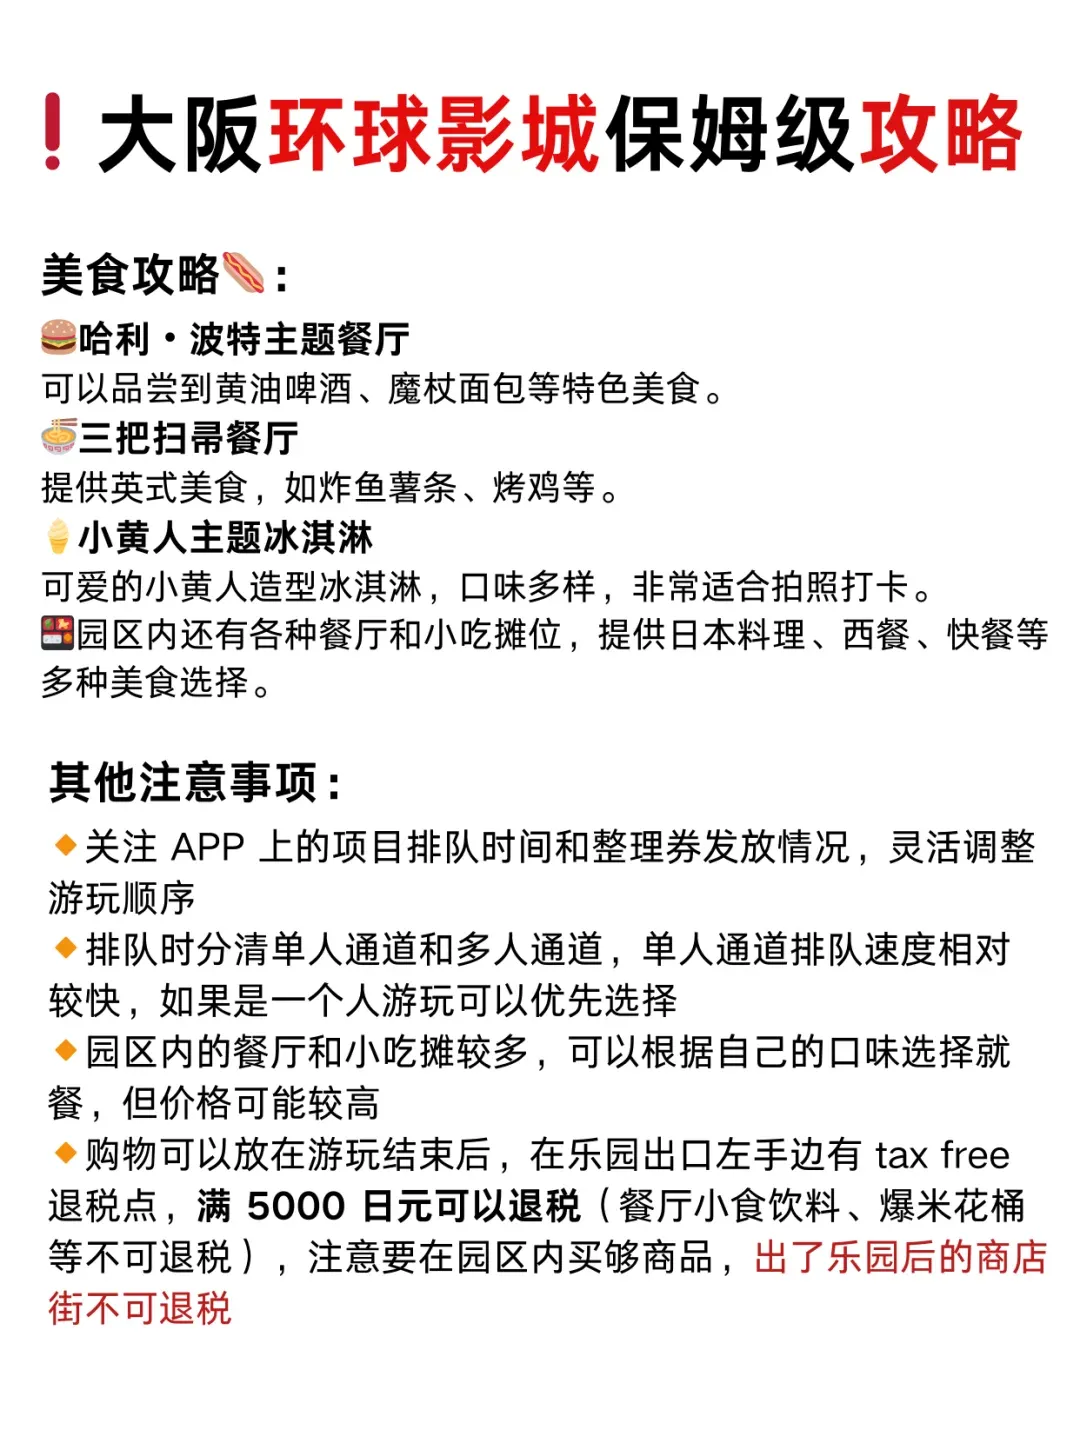 ❗大阪环球影城保姆级攻略
美食攻略🌭：
🍔哈利·波特主题餐厅
可以品尝到黄油啤酒、魔杖面包等特色美食。
🍜三把扫帚餐厅
提供英式美食，如炸鱼薯条、烤鸡等。
🍦小黄人主题冰淇淋
可爱的小黄人造型冰淇淋，口味多样，非常适合拍照打卡。
🍱园区内还有各种餐厅和小吃摊位，提供日本料理、西餐、快餐等
多种美食选择。
其他注意事项：
🔸关注 APP 上的项目排队时间和整理券发放情况，灵活调整
游玩顺序
🔸排队时分清单人通道和多人通道，单人通道排队速度相对
较快，如果是一个人游玩可以优先选择
🔸园区内的餐厅和小吃摊较多，可以根据自己的口味选择就
餐，但价格可能较高
🔸购物可以放在游玩结束后，在乐园出口左手边有 tax free
退税点，满 5000 日元可以退税（餐厅小食饮料、爆米花桶
等不可退税），注意要在园区内买够商品，出了乐园后的商店
街不可退税